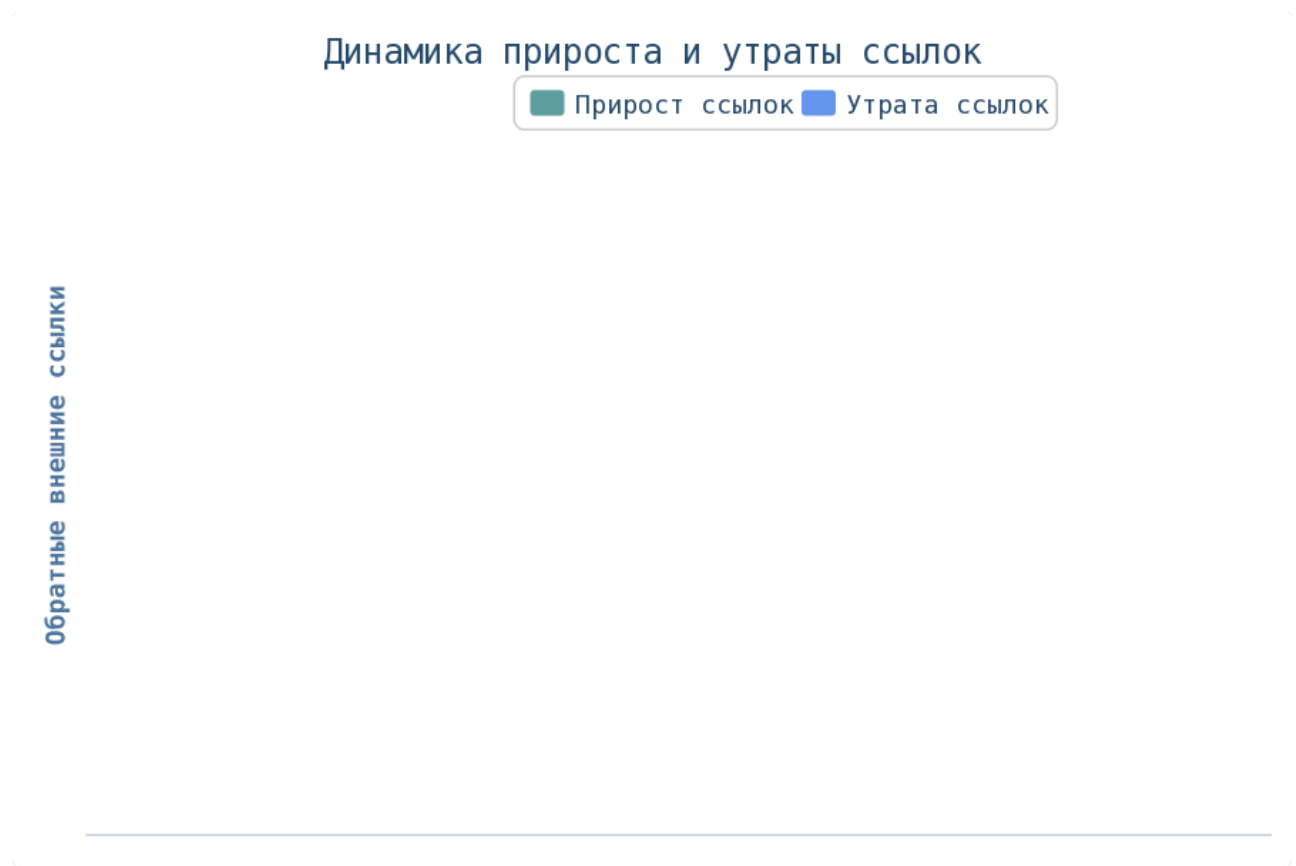 Динамика прироста и утраты ссылок
Прирост ссылок Утрата ссылок
Обратные внешние ссылки